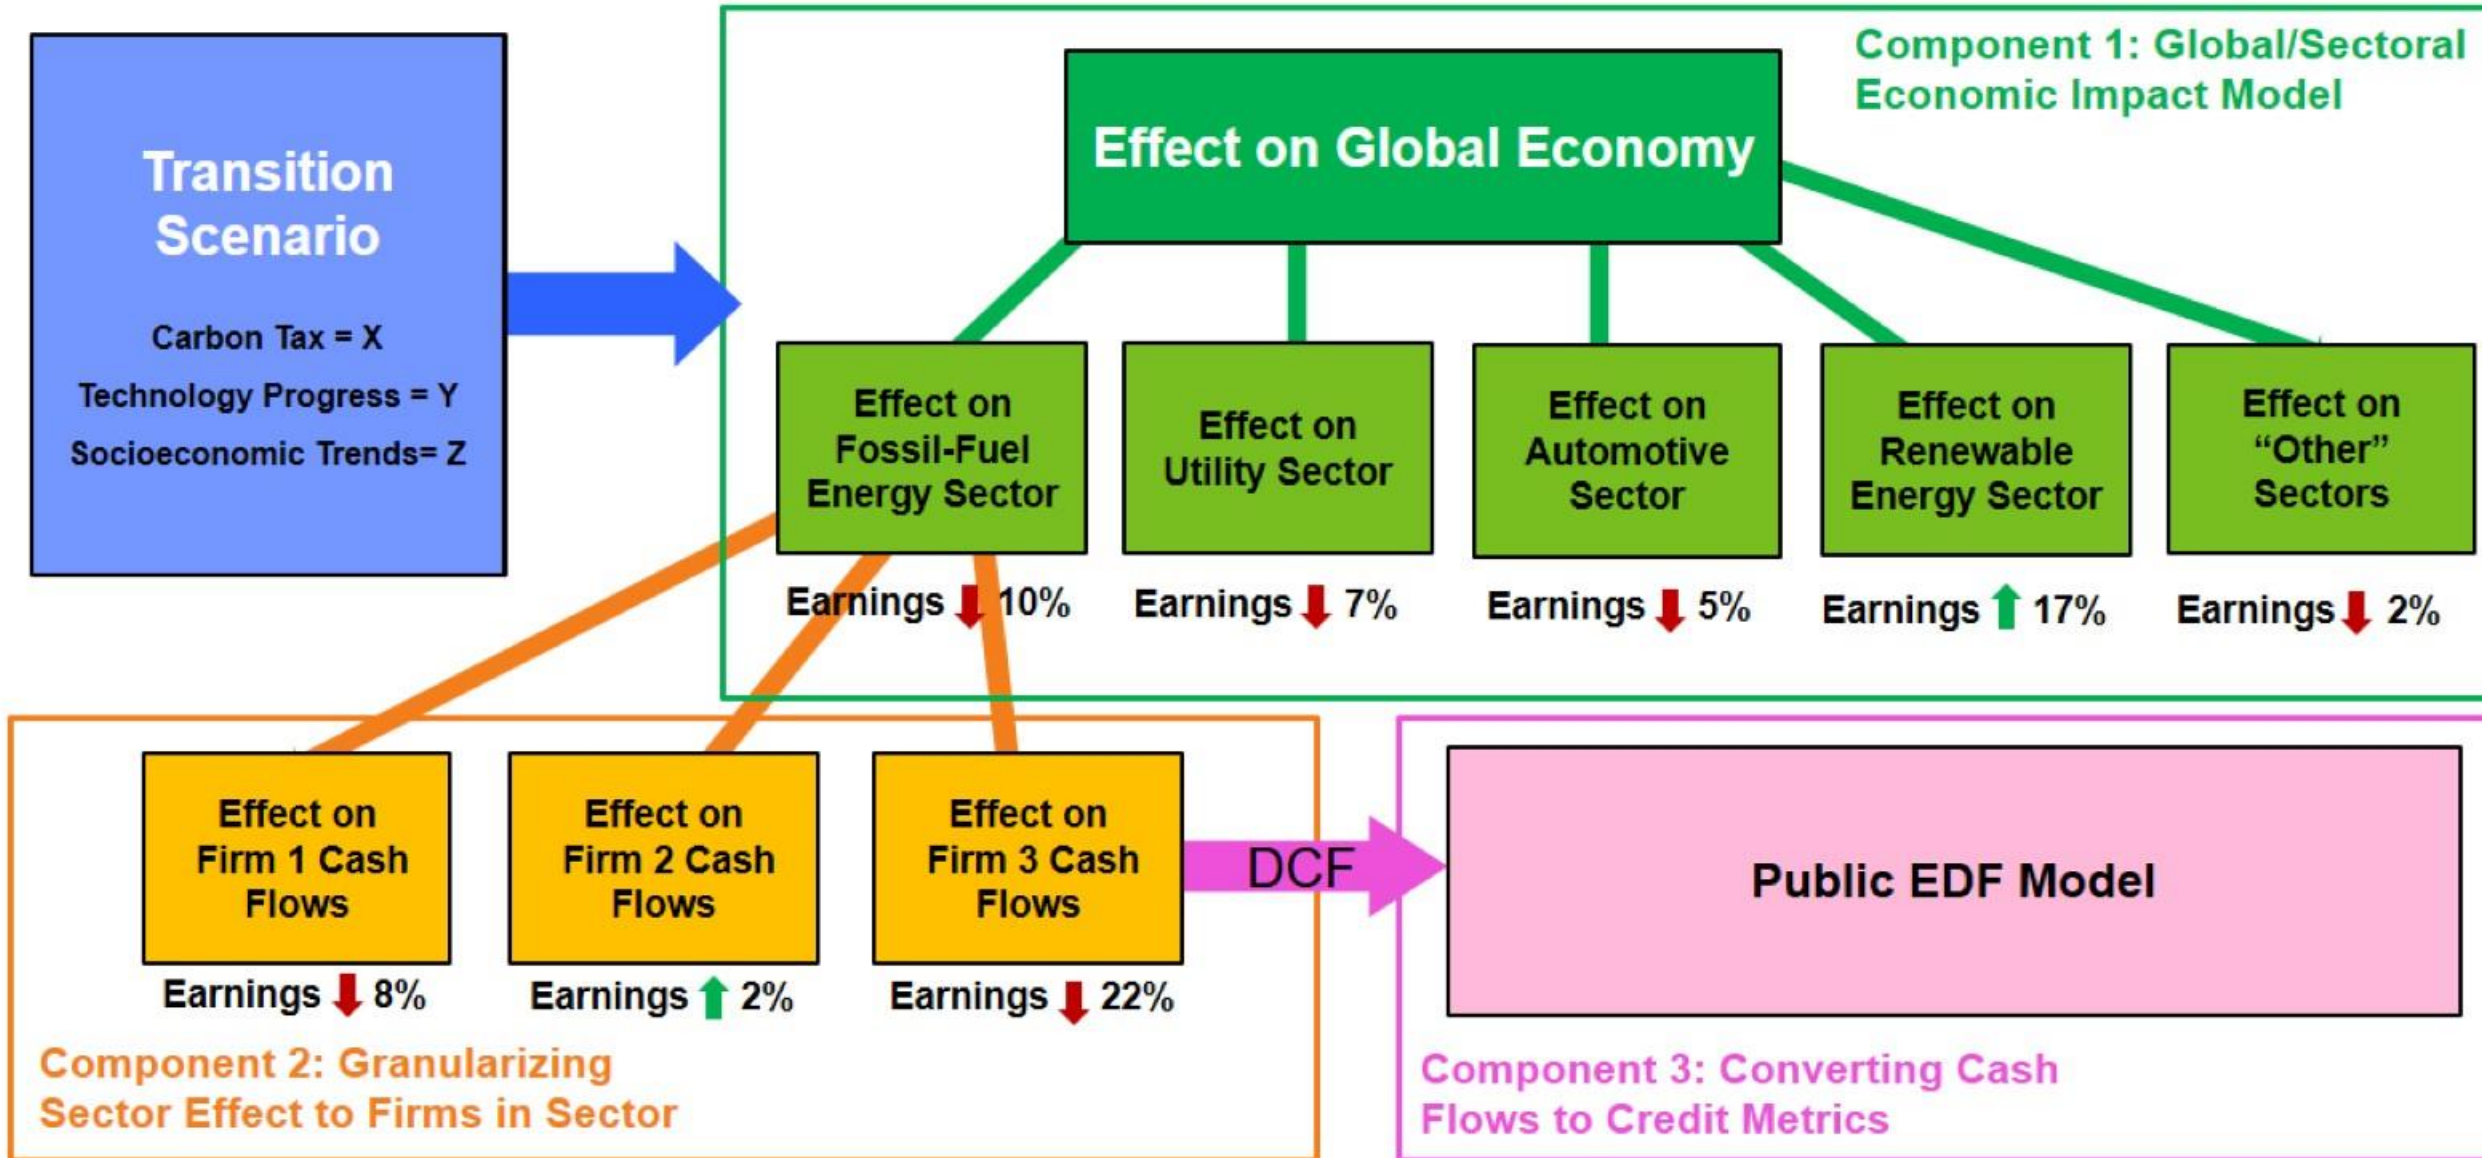 Transition
Scenario
Carbon Tax = X
Technology Progress = Y
Socioeconomic Trends= Z
Component 1: Global/Sectoral
Economic Impact Model
Effect on Global Economy
Effect on
Fossil-Fuel
Energy Sector
Earnings 10%
Effect on
Utility Sector
Earnings 7%
Effect on
Automotive
Sector
Earnings 5%
Effect on
Renewable
Energy Sector
Earnings 17%
Effect on
“Other”
Sectors
Earnings 2%
Effect on
Firm 1 Cash
Flows
Earnings 8%
Effect on
Firm 2 Cash
Flows
Earnings 2%
Effect on
Firm 3 Cash
Flows
Earnings 22%
Component 2: Granularizing
Sector Effect to Firms in Sector
DCF
Public EDF Model
Component 3: Converting Cash
Flows to Credit Metrics